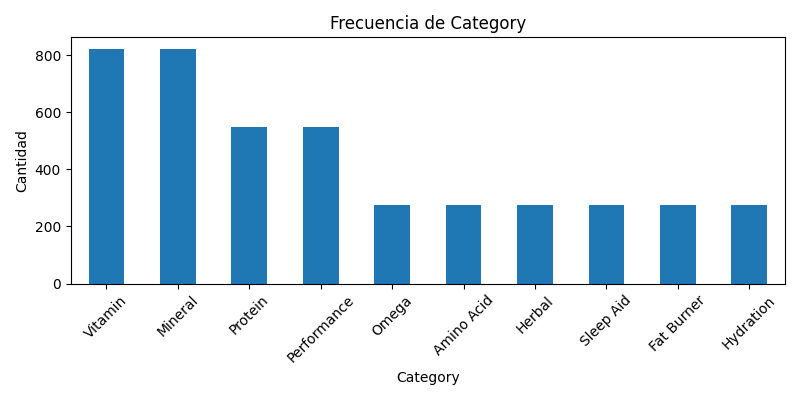 Frecuencia de Category
Cantidad
800
600
400
200
0
Vitamin
Mineral
Protein
Performance
Omega
Amino Acid
Herbal
Sleep Aid
Fat Burner
Hydration
Category